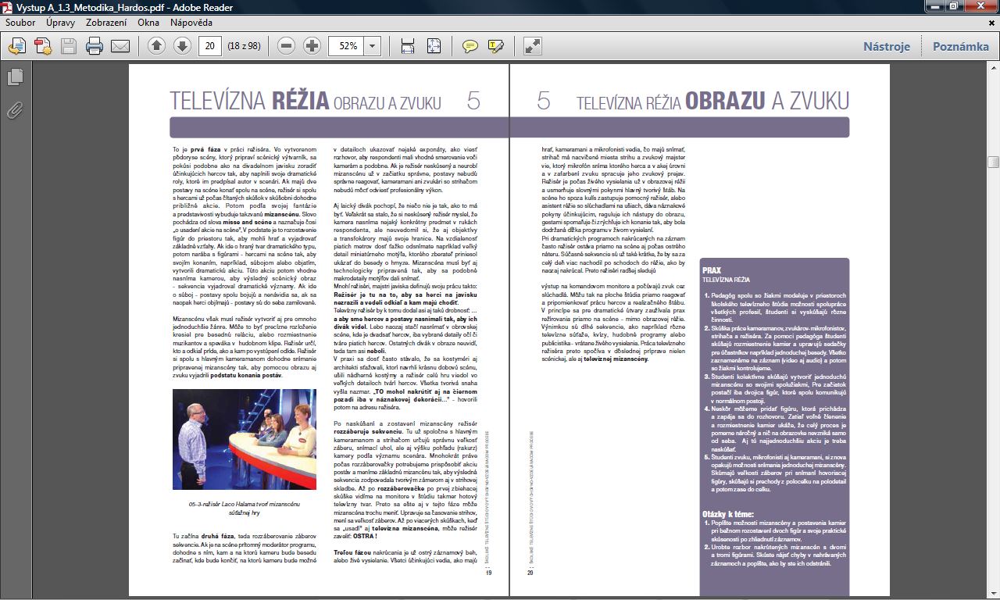 Vystup A_1.3_Metodika_Hardos.pdf - Adobe Reader
Soubor Úpravy Zobrazení Okna Nápověda
20 (18 z 98) 52% Nástroje Poznámka
TELEVÍZNA RÉŽIA OBRAZU A ZVUKU 5
To je prvá fáza v práci režiséra. Vo vytvorenom
pôdoryse scény, ktorý pripraví scénický výtvarník, sa
pokúsi podobne ako na divadelnom javisku zoradiť
účinkujúcich hercov tak, aby naplnili svoje dramatické
roly, ktoré im predpísal autor v scenári. Ak majú dve
postavy na scéne konať spolu na scéne, režisér si spolu
s hercami už počas čítaných skúšok v skúšobni dohodne
približné akcie. Potom podľa svojej fantázie
a predstavivosti vybuduje takzvanú mizanscénu. Slovo
pochádza od slova misse and scéne a naznačuje čosi
„o usadení akcie na scéne“, V podstate je to rozostavenie
figúr do priestoru tak, aby mohli hrať a vyjadrovať
základné vzťahy. Ak ide o hraný tvar dramatického typu,
potom narába s figúrami - hercami na scéne tak, aby
svojím konaním, napríklad, súbojom alebo objatím,
vytvorili dramatickú akciu. Túto akciu potom vhodne
nasníma kamerou, aby výsledný scénický obraz
- sekvencia vyjadroval dramatické významy. Ak ide
o súboj - postavy spolu bojujú a nenávidia sa, ak sa
naopak herci objímajú - postavy sú do seba zamilované.
Mizanscénu však musí režisér vytvoriť aj pre omnoho
jednoduchšie žánre. Môže to byť precízne rozloženie
kresiel pre besednú reláciu, alebo rozmiestnenie
muzikantov a speváka v hudobnom klipe. Režisér určí,
kto a odkiaľ príde, ako a kam po vystúpení odíde. Režisér
si spolu s hlavným kameramanom dohodne snímanie
pripravenej mizanscény tak, aby pomocou obrazu aj
zvuku vyjadrili podstatu konania postáv.
05-3-režisér Laco Halama tvorí mizanscénu
súťažnej hry
Tu začína druhá fáza, teda rozzáberovanie záberov
sekvencie. Ak je na scéne prítomný moderátor programu,
dohodne s ním, kam a na ktorú kameru bude besedu
začínať, kde bude končiť, na ktorú kameru bude možné
v detailoch ukazovať nejaké exponáty, ako viesť
rozhovor, aby respondenti mali vhodné smerovanie voči
kamerám a podobne. Ak je režisér neskúsený a neurobí
mizanscénu už v začiatku správne, postavy nebudú
správne reagovať, kameramani ani zvukári so strihačom
nebudú môcť odviesť profesionálny výkon.
Aj laický divák pochopí, že niečo nie je tak, ako to má
byť. Veľakrát sa stalo, že si neskúsený režisér myslel, že
kamera nasníma nejaký konkrétny predmet v rukách
respondenta, ale neuvedomil si, že aj objektívy
a transfokárory majú svoje hranice. Na vzdialenosť
piatich metrov dosť ťažko odsnímate napríklad veľký
detail miniatúrneho motýľa, ktorého zberateľ priniesol
ukázať do besedy o hmyze. Mizanscéna musí byť aj
technologicky pripravená tak, aby sa podobné
makrodetaily motýľov dali snímať.
Mnohí režiséri, majstri javiska definujú svoju prácu takto:
Režisér je tu na to, aby sa herci na javisku
nezrazili a vedeli odkiaľ a kam majú chodiť.
Televízny režisér by k tomu dodal asi aj takú drobnosť: ...
a aby sme hercov a postavy nasnímali tak, aby ich
divák videl. Lebo naozaj stačí nasnímať v obrovskej
scéne, kde je dvadsať hercov, iba vybrané detaily očí či
tváre piatich hercov. Ostatných divák v obraze neuvidí,
teda tam asi neboli.
V praxi sa dosť často stávalo, že sa kostyméri aj
architekti sťažovali, ktorí navrhli krásnu dobovú scénu,
ušili nádherné kostýmy a režisér celú hru viedol vo
veľkých detailoch tvárí hercov. Všetka tvorivá snaha
vyšla nazmar. „TO mohol nakrútiť aj na čiernom
pozadí iba v náznakovej dekorácii...“ - hovorili
potom na adresu režiséra.
Po naskúšaní a zostavení mizanscény režisér
rozzáberuje sekvenciu. Tu už spoločne s hlavným
kameramanom a strihačom určujú správnu veľkosť
záberu, snímací uhol, ale aj výšku pohľadu (rakurz)
kamery podľa významu scenára. Mnohokrát práve
počas rozzáberovačky potrebujeme prispôsobiť akciu
postáv a meníme základnú mizanscénu tak, aby výsledná
sekvencia zodpovedala tvorivým zámerom aj v strihovej
skladbe. Až po rozzáberovačke po prvej zbiehacej
skúške vidíme na monitore v štúdiu takmer hotový
televízny tvar. Preto sa ešte aj v tejto fáze môže
mizanscéna trochu meniť. Upravuje sa časovanie strihov,
mení sa veľkosť záberov. Až po viacerých skúškach, keď
sa „usadí“ aj televízna mizanscéna, môže režisér
zaveliť: OSTRÁ !
Treťou fázou nakrúcania je už ostrý záznamový beh,
alebo živé vysielanie. Všetci účinkujúci vedia, ako majú
ŠKOLSKÉ TELEVÍZNE ŠTÚDIO VO VÝCHOVNO-VZDELÁVACOM PROCESE
19
5 TELEVÍZNA RÉŽIA OBRAZU A ZVUKU
hrať, kameramani a mikrofonisti vedia, čo majú snímať,
strihač má nacvičené miesta strihu a zvukový majster
vie, ktorý mikrofón sníma ktorého herca a v akej úrovni
a v zafarbení zvuku spracuje jeho zvukový prejav.
Režisér je počas živého vysielania už v obrazovej réžii
a usmerňuje slovnými pokynmi hlavný tvorivý štáb. Na
scéne ho spoza kulís zastupuje pomocný režisér, alebo
asistent réžie so slúchadlami na ušiach, dáva náznakové
pokyny účinkujúcim, reguluje ich nástupy do obrazu,
gestami spomaľuje či zrýchľuje ich konanie tak, aby bola
dodržaná dĺžka programu v živom vysielaní.
Pri dramatických programoch nakrúcaných na záznam
často režisér ostáva priamo na scéne aj počas ostrého
náteru. Súčasné sekvencie sú už také krátke, že by sa za
celý deň viac nachodil po schodoch do réžie, ako by
naozaj nakrúcal. Preto režiséri radšej sledujú
výstup na komandovom monitore a počúvajú zvuk cez
slúchadlá. Môžu tak na ploche štúdia priamo reagovať
a pripomienkovať prácu hercov a realizačného štábu.
V princípe sa pre dramatické útvary zaužívala prax
režírovania priamo na scéne - mimo obrazovej réžie.
Výnimkou sú dlhé sekvencie, ako napríklad rôzne
televízne súťaže, kvízy, hudobné programy alebo
publicistika - vrátane živého vysielania. Práca televízneho
režiséra preto spočíva v dôslednej príprave nielen
scénickej, ale aj televíznej mizanscény.
ŠKOLSKÉ TELEVÍZNE ŠTÚDIO VO VÝCHOVNO-VZDELÁVACOM PROCESE
20
PRAX
TELEVÍZNA RÉŽIA
1. Pedagóg spolu so žiakmi modeluje v priestoroch
školského televízneho štúdia možnosti spolupráce
všetkých profesií, študenti si vyskúšajú rôzne
činnosti.
2. Skúška práce kameramanov, zvukárov-mikrofonistov,
strihača a režiséra. Za pomoci pedagóga študenti
skúšajú rozmiestnenie kamier a upravujú sedačky
pre účastníkov napríklad jednoduchej besedy. Všetko
zaznamenáme na záznam (video aj audio) a potom
so žiakmi kontrolujeme.
3. Študenti kolektívne skúšajú vytvoriť jednoduchú
mizanscénu so svojimi spolužiakmi, Pre začiatok
postačí iba dvojica figúr, ktoré spolu komunikujú
v normálnom postoji.
4. Neskôr môžeme pridať figúru, ktorá prichádza
a zapája sa do rozhovoru. Zatiaľ voľné členenie
a rozmiestnenie kamier ukáže, že celý proces je
pomerne náročný a nič na obrazovke nevzniká samo
od seba. Aj tú najjednoduchšiu akciu je treba
naskúšať.
5. Študenti zvuku, mikrofonisti aj kameramani, si znova
opakujú možnosti snímania jednoduchej mizanscény.
Skúmajú veľkosti záberov pri snímaní hovoriacej
figúry, skúšajú si prechody z polocelku na polodetail
a potom zase do celku.
Otázky k téme:
1. Popíšte možnosti mizanscény a postavenia kamier
pri bežnom rozostavení dvoch figúr a svoje praktické
skúsenosti po zhliadnutí záznamov.
2. Urobte rozbor nakrútených mizanscén s dvomi
a tromi figúrami. Skúste nájsť chyby v nahrávaných
záznamoch a popíšte, ako by ste ich odstránili.